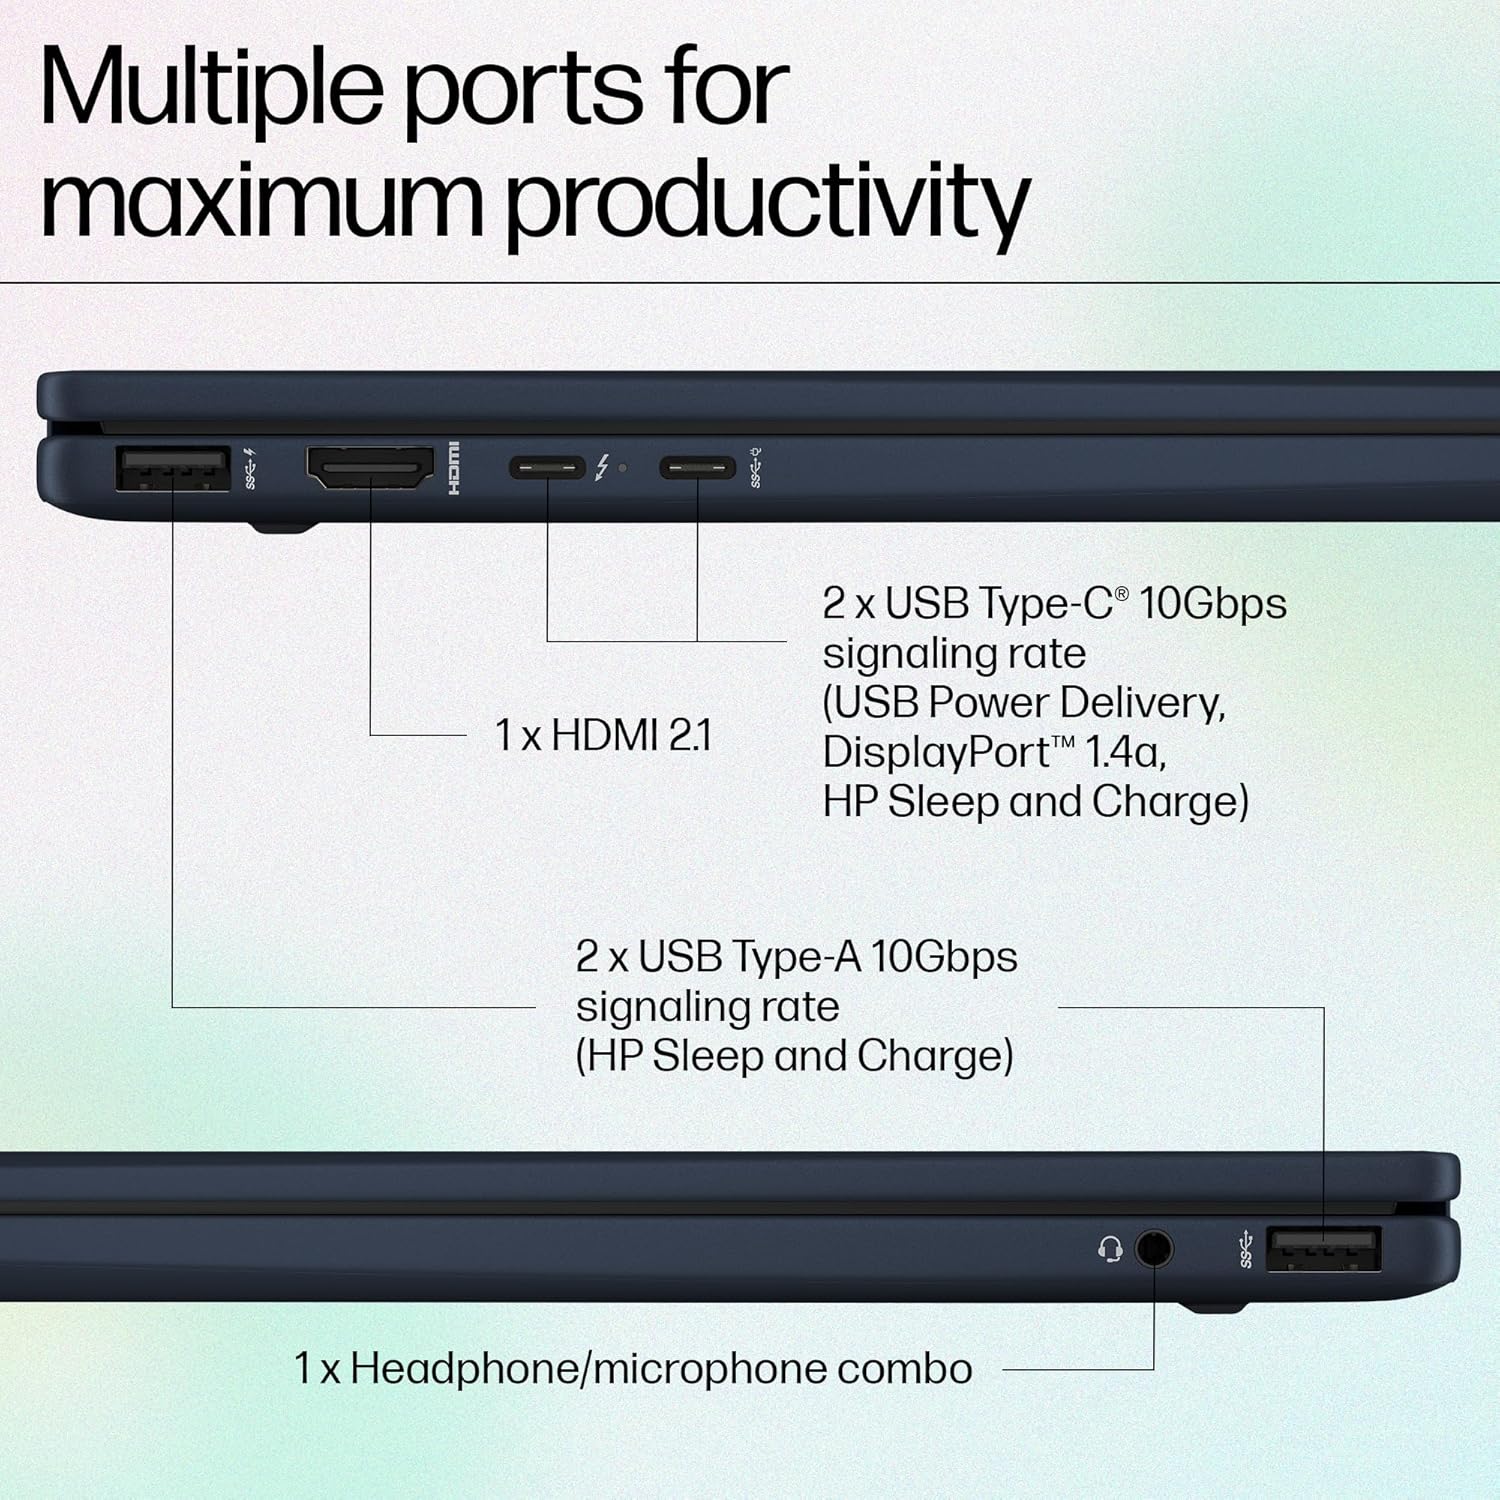 Multiple ports for
maximum productivity
HDMI
2 x USB Type-C® 10Gbps
signaling rate
(USB Power Delivery,
DisplayPort™ 1.4a,
HP Sleep and Charge)
1 x HDMI 2.1
2 x USB Type-A 10Gbps
signaling rate
(HP Sleep and Charge)
1 x Headphone/microphone combo